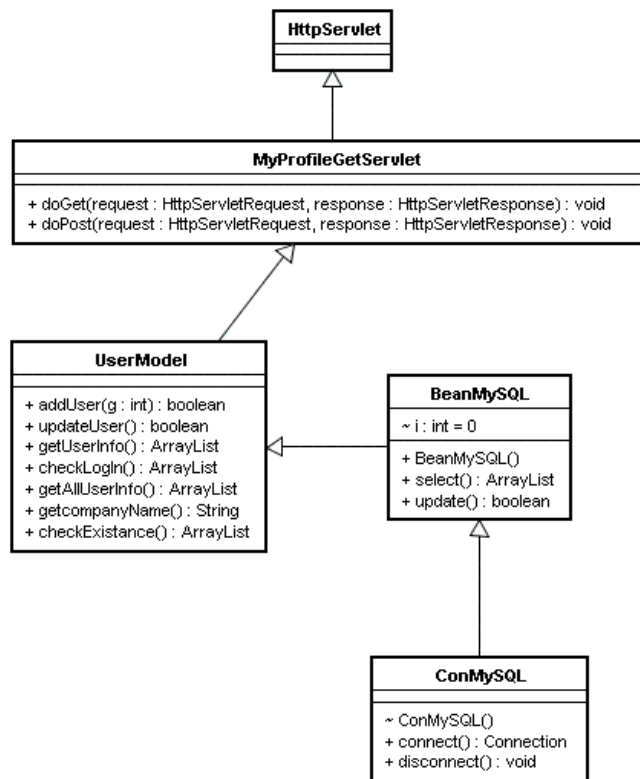 HttpServlet
MyProfileGetServlet
+ doGet(request : HttpServletRequest, response : HttpServletResponse) : void
+ doPost(request : HttpServletRequest, response : HttpServletResponse) : void
UserModel
+ addUser(g : int) : boolean
+ updateUser() : boolean
+ getUserInfo() : ArrayList
+ checkLogIn() : ArrayList
+ getAllUserInfo() : ArrayList
+ getcompanyName() : String
+ checkExistance() : ArrayList
BeanMySQL
~ i : int = 0
+ BeanMySQL()
+ select() : ArrayList
+ update() : boolean
ConMySQL
~ ConMySQL()
+ connect() : Connection
+ disconnect() : void